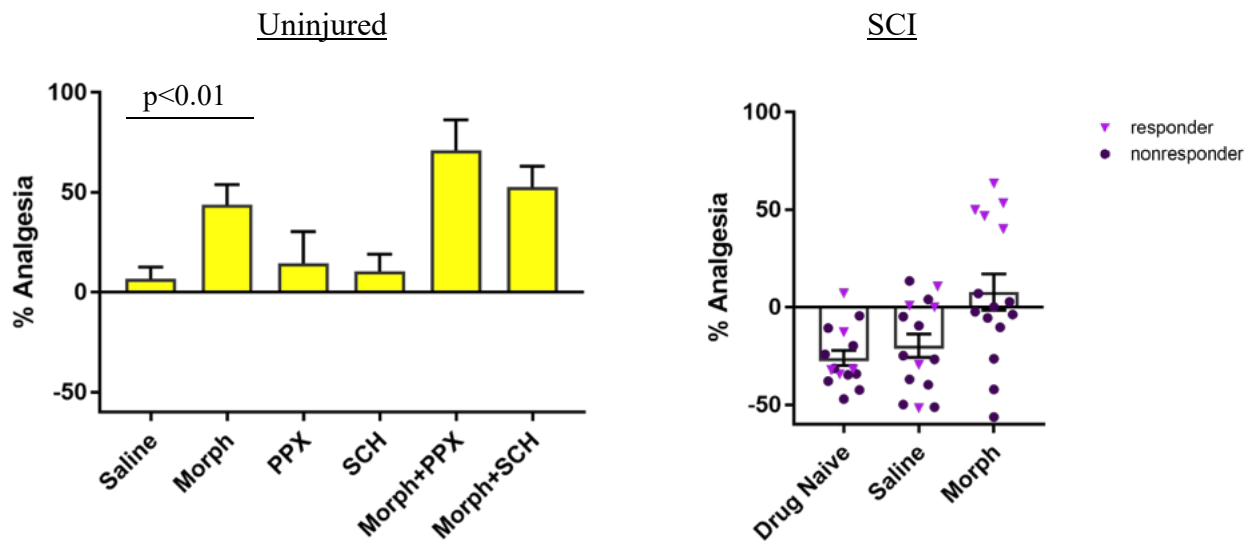 Uninjured
p<0.01
% Analgesia
100
50
0
-50
Saline
Morph
PPX
SCH
Morph+PPX
Morph+SCH
SCI
% Analgesia
100
50
0
-50
Drug Naive
Saline
Morph
responder
nonresponder